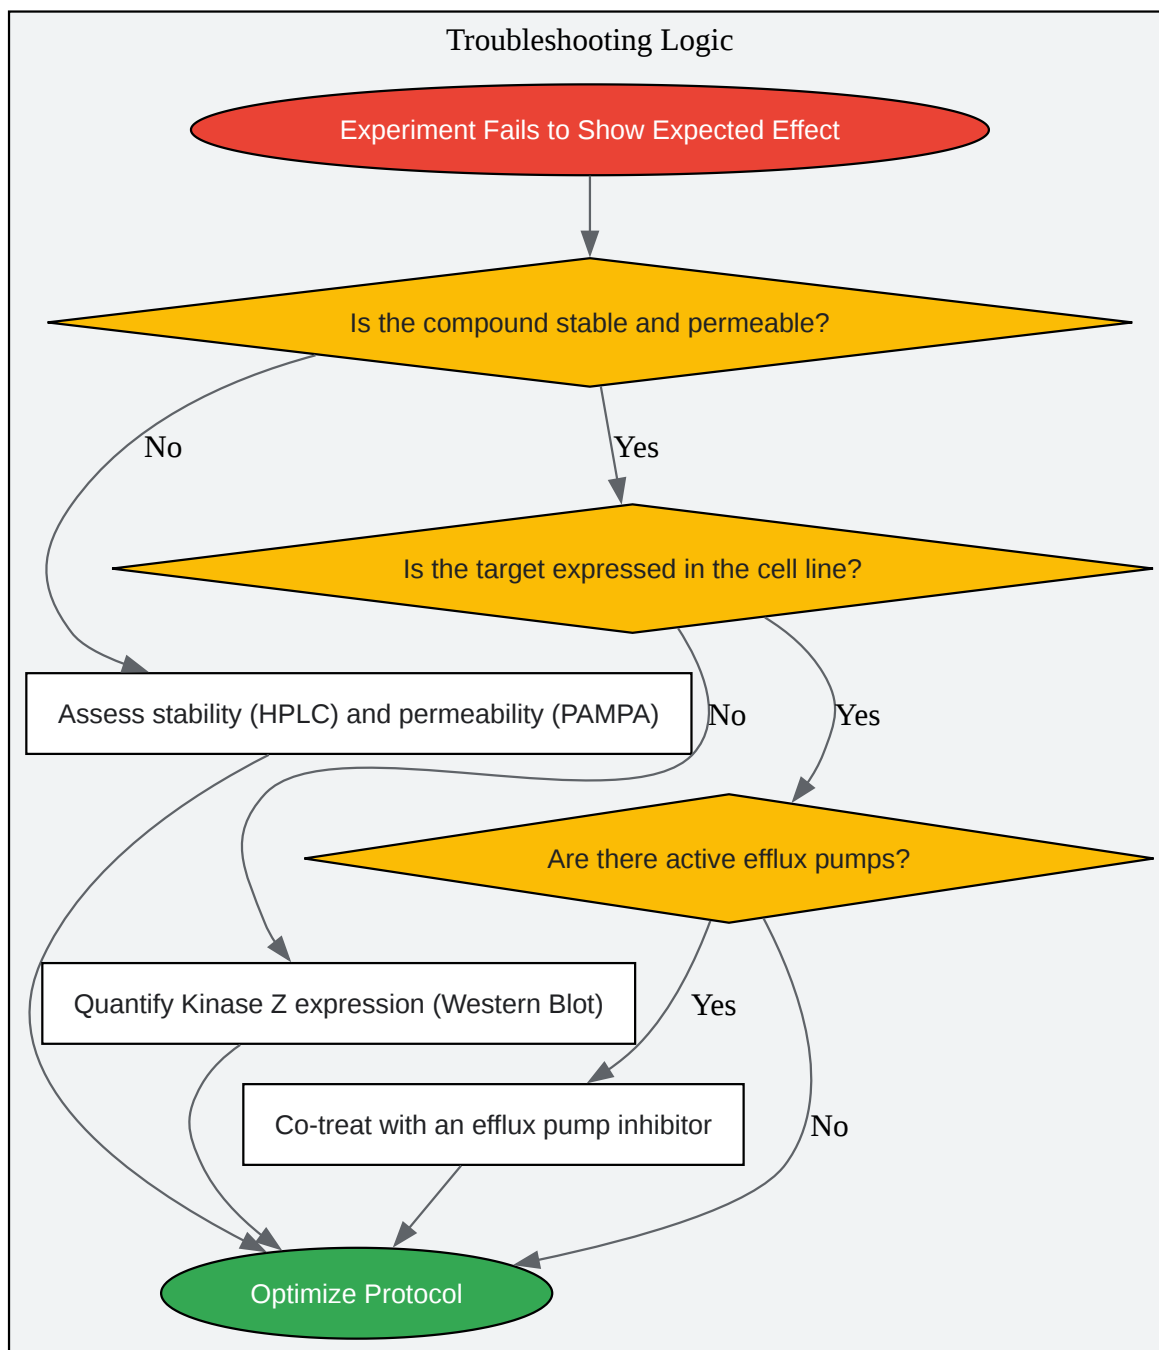 Troubleshooting Logic
Experiment Fails to Show Expected Effect
Is the compound stable and permeable?
No
Yes
Is the target expressed in the cell line?
Assess stability (HPLC) and permeability (PAMPA)
No
Yes
Are there active efflux pumps?
Quantify Kinase Z expression (Western Blot)
Yes
Co-treat with an efflux pump inhibitor
No
Optimize Protocol